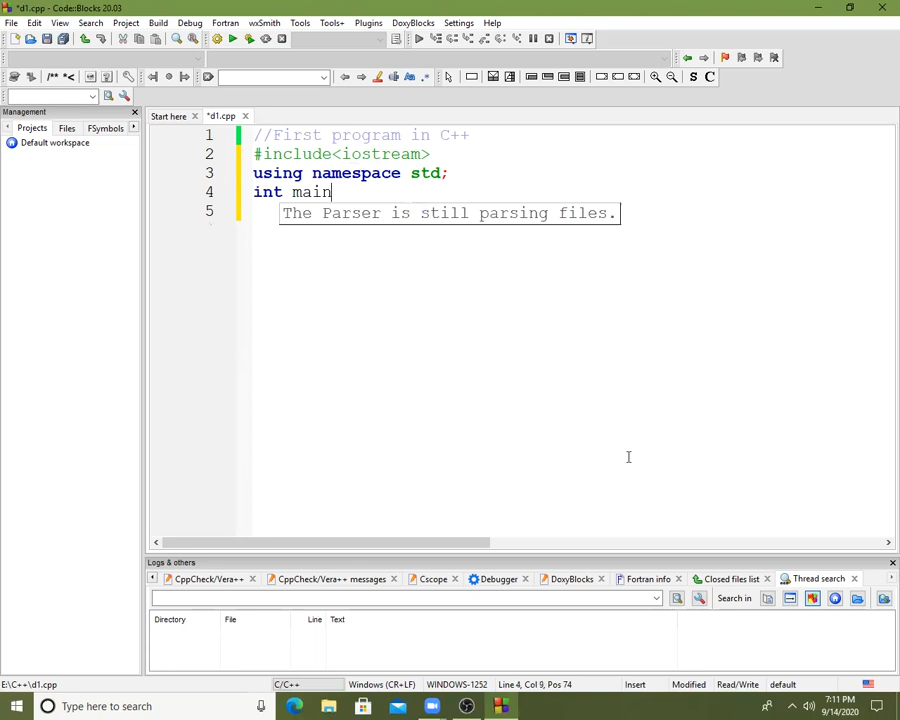 *d1.cpp - Code::Blocks 20.03
File Edit View Search Project Build Debug Fortran wxSmith Tools Tools+ Plugins DoxyBlocks Settings Help
/** *<
S C
Management
Projects Files FSymbols
Default workspace
Start here *d1.cpp
1 //First program in C++
2 #include<iostream>
3 using namespace std;
4 int main
5
The Parser is still parsing files.
Logs & others
CppCheck/Vera++ CppCheck/Vera++ messages Cscope Debugger DoxyBlocks Fortran info Closed files list Thread search
Search in
Directory File Line Text
E:\C++\d1.cpp C/C++ Windows (CR+LF) WINDOWS-1252 Line 4, Col 9, Pos 74 Insert Modified Read/Write default
Type here to search
7:11 PM
9/14/2020